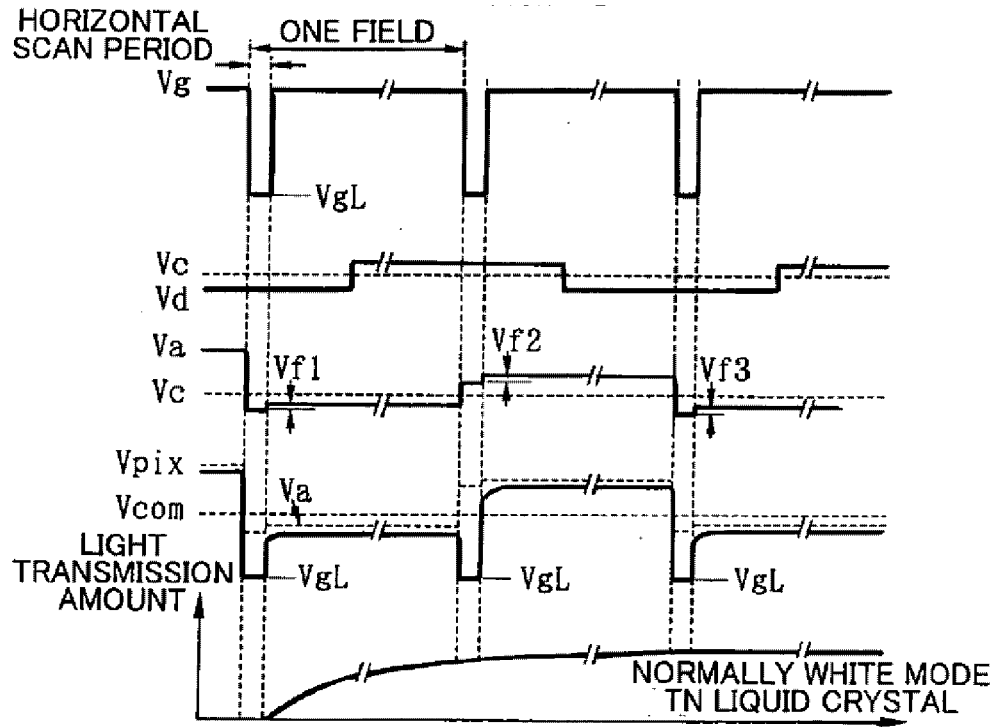 HORIZONTAL
SCAN PERIOD
ONE FIELD
Vg
VgL
Vc
Vd
Va
Vf1
Vf2
Vf3
Vc
Vpix
Va
Vcom
LIGHT
TRANSMISSION
AMOUNT
VgL
VgL
VgL
NORMALLY WHITE MODE
TN LIQUID CRYSTAL